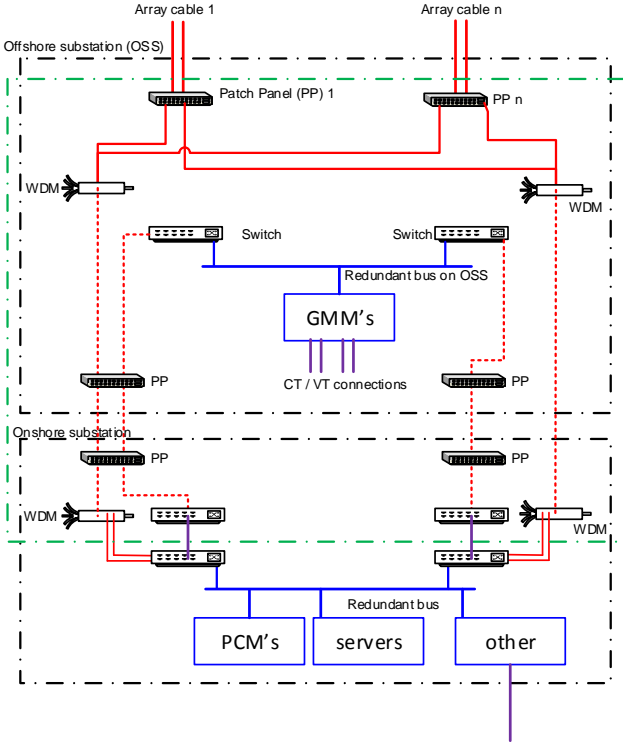 Array cable 1
Array cable n
Offshore substation (OSS)
Patch Panel (PP) 1
PP n
WDM
WDM
Switch
Switch
Redundant bus on OSS
GMM's
CT / VT connections
PP
PP
Onshore substation
PP
PP
WDM
WDM
Redundant bus
PCM's
servers
other